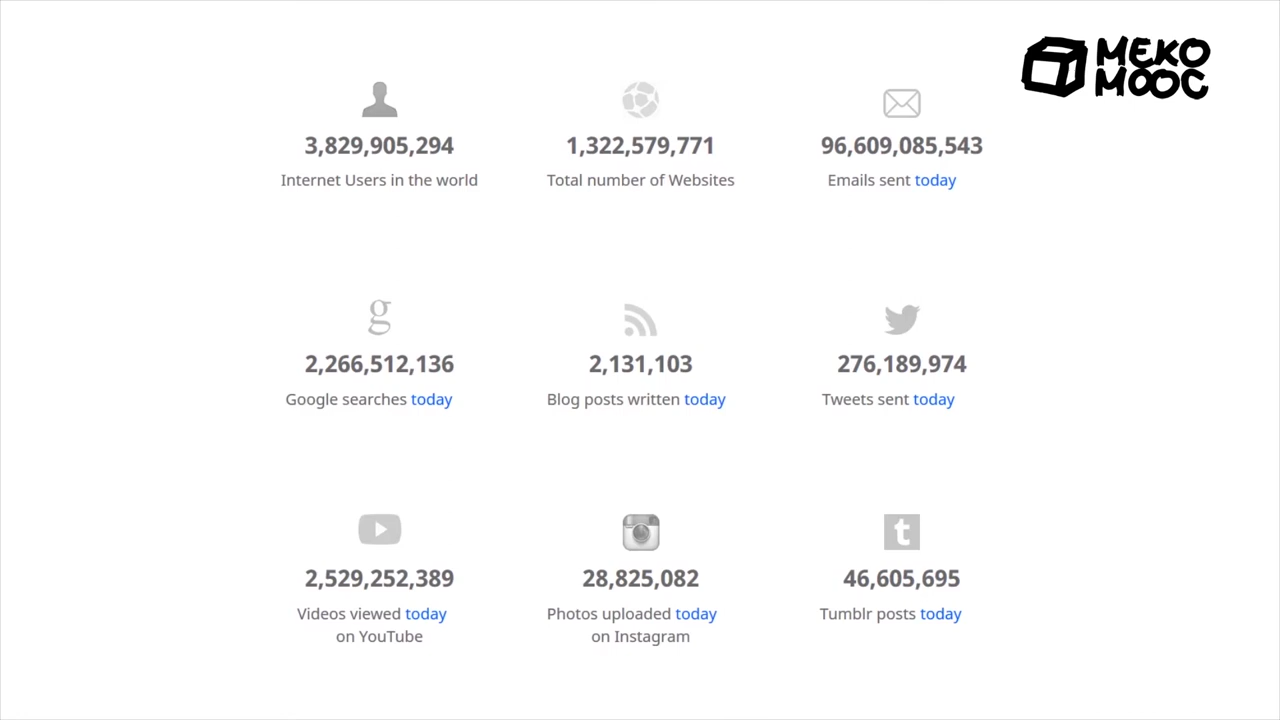 MEKO
MOOC
3,829,905,294
Internet Users in the world
1,322,579,771
Total number of Websites
96,609,085,543
Emails sent today
g
2,266,512,136
Google searches today
2,131,103
Blog posts written today
276,189,974
Tweets sent today
2,529,252,389
Videos viewed today
on YouTube
28,825,082
Photos uploaded today
on Instagram
t
46,605,695
Tumblr posts today